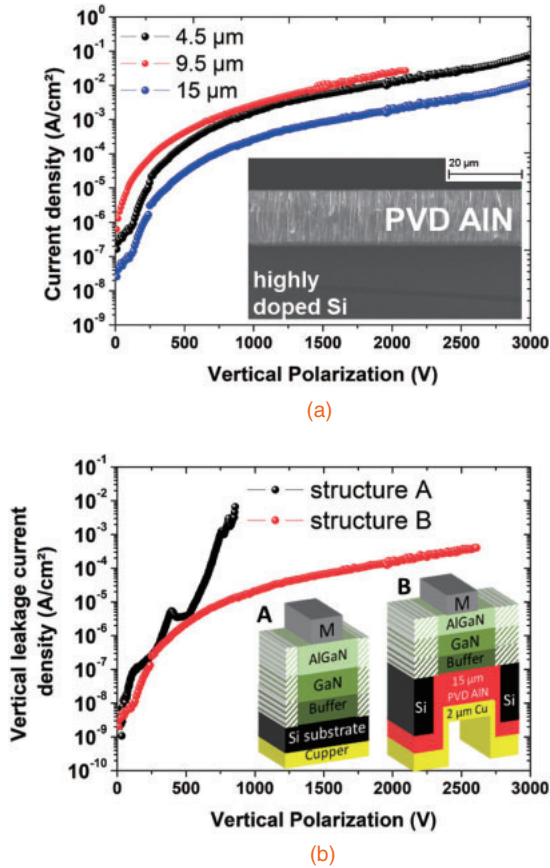 10⁰
10⁻¹
10⁻²
10⁻³
10⁻⁴
10⁻⁵
10⁻⁶
10⁻⁷
10⁻⁸
10⁻⁹
Current density (A/cm²)
4.5 µm
9.5 µm
15 µm
20 µm
PVD AlN
highly
doped Si
0 500 1000 1500 2000 2500 3000
Vertical Polarization (V)
(a)
10⁻¹
10⁻²
10⁻³
10⁻⁴
10⁻⁵
10⁻⁶
10⁻⁷
10⁻⁸
10⁻⁹
10⁻¹⁰
Vertical leakage current
density (A/cm²)
structure A
structure B
A
M
AlGaN
GaN
Buffer
Si substrate
Cupper
B
M
AlGaN
GaN
Buffer
Si
15 µm
PVD AlN
2 µm Cu
Si
0 500 1000 1500 2000 2500 3000
Vertical Polarization (V)
(b)